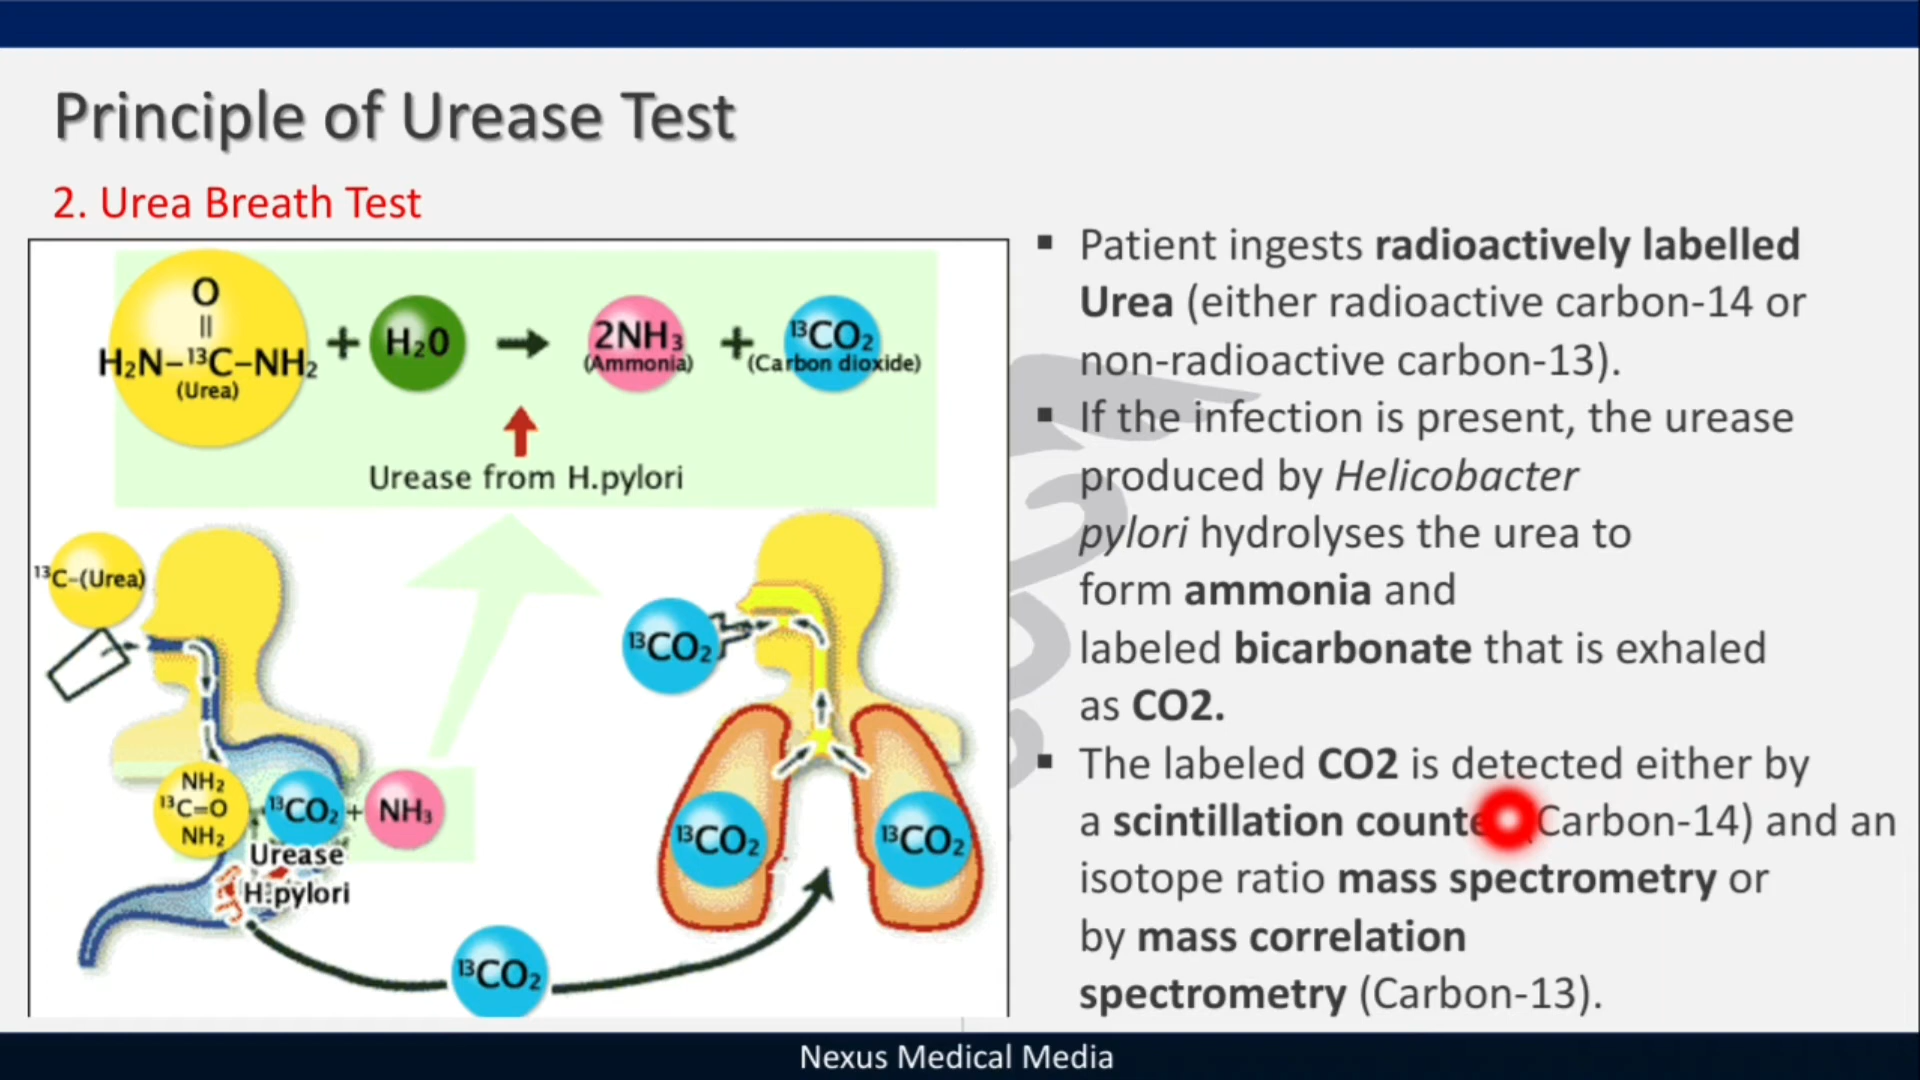 Principle of Urease Test
2. Urea Breath Test
O
||
H₂N–¹³C–NH₂
(Urea)
+
H₂0
→
2NH₃
(Ammonia)
+
¹³CO₂
(Carbon dioxide)
Urease from H.pylori
¹³C-(Urea)
NH₂
¹³C=O
NH₂
¹³CO₂
+
NH₃
Urease
H.pylori
¹³CO₂
¹³CO₂
¹³CO₂
¹³CO₂
▪ Patient ingests radioactively labelled
Urea (either radioactive carbon-14 or
non-radioactive carbon-13).
▪ If the infection is present, the urease
produced by Helicobacter
pylori hydrolyses the urea to
form ammonia and
labeled bicarbonate that is exhaled
as CO2.
▪ The labeled CO2 is detected either by
a scintillation counte (Carbon-14) and an
isotope ratio mass spectrometry or
by mass correlation
spectrometry (Carbon-13).
Nexus Medical Media